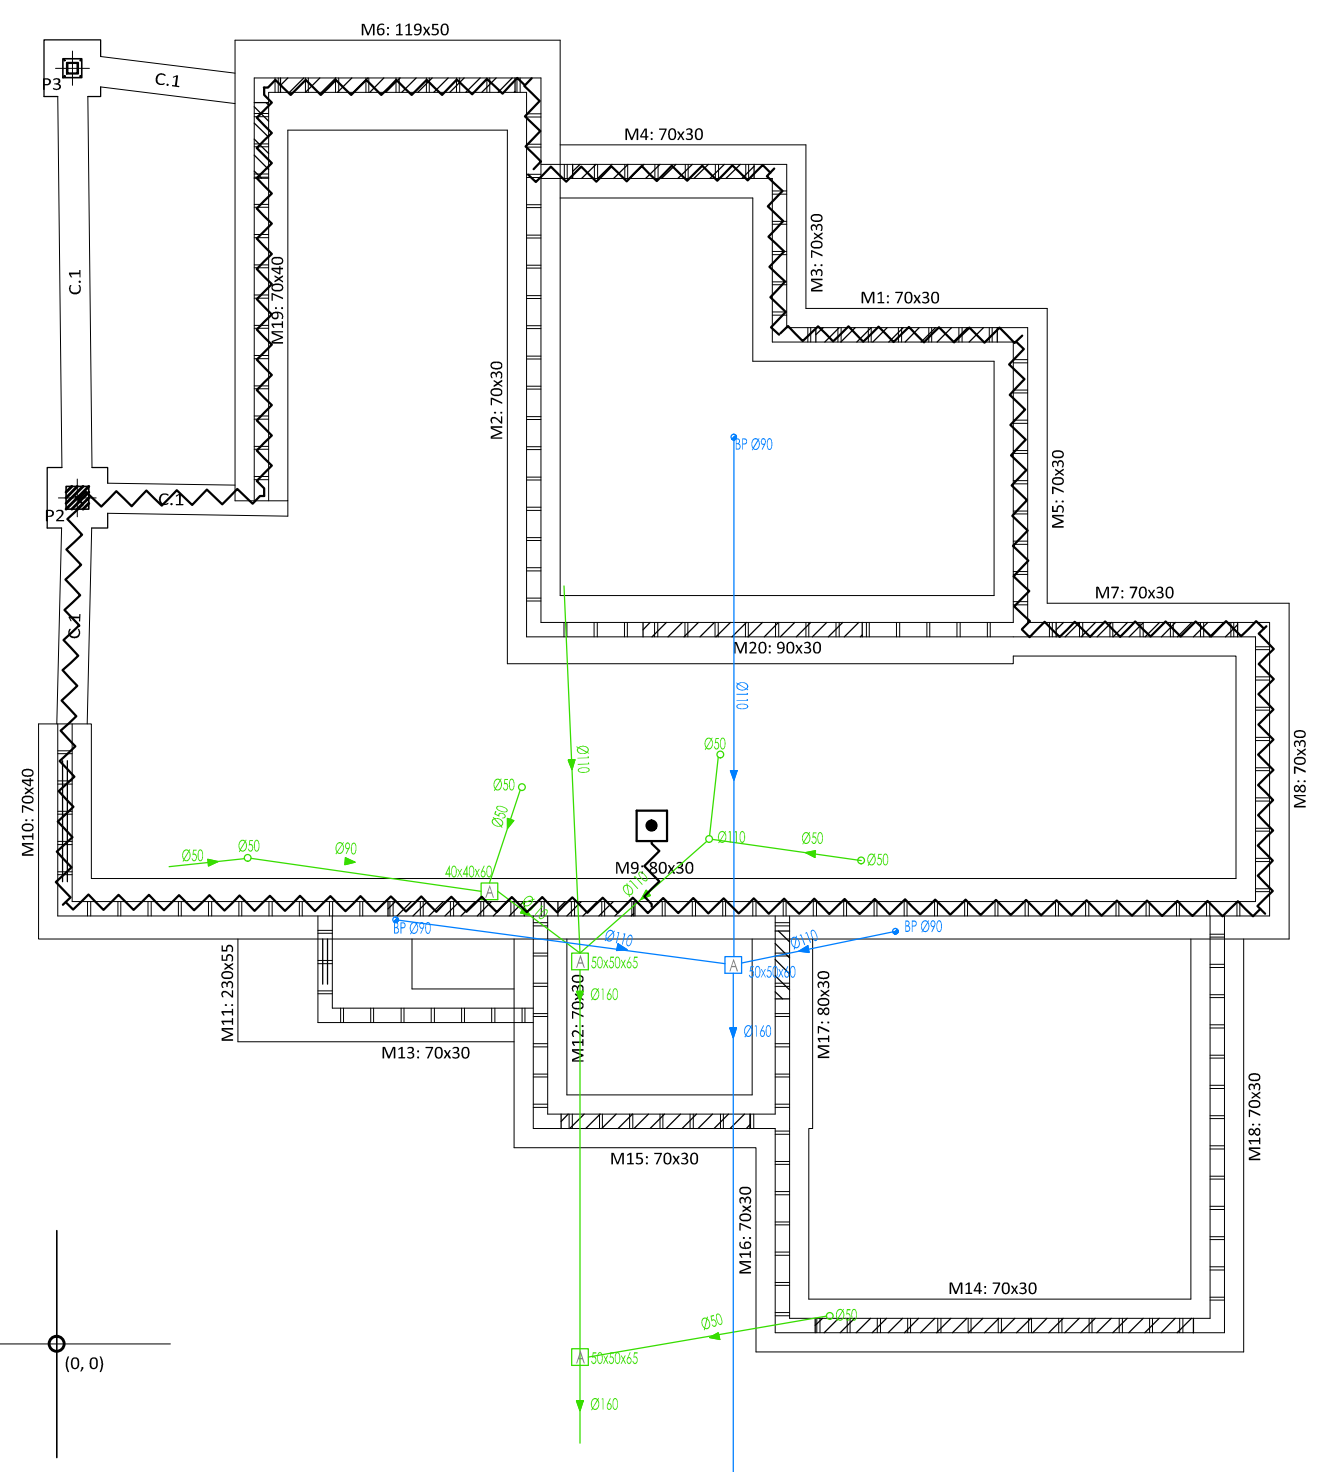 M6: 119x50
P3
C.1
M4: 70x30
M3: 70x30
C.1
M19: 70x40
M1: 70x30
M2: 70x30
BP Ø90
M5: 70x30
C.1
P2
M7: 70x30
C.1
M20: 90x30
Ø110
Ø50
Ø110
M8: 70x30
Ø50
Ø50
M10: 70x40
Ø50
Ø50
Ø90
Ø110
Ø50
Ø50
40x40x60
M9: 80x30
Ø110
A
Ø110
BP Ø90
Ø110
Ø110
BP Ø90
A
50x50x65
A
50x50x60
M11: 230x55
Ø160
M12: 70x30
M17: 80x30
Ø160
M13: 70x30
M18: 70x30
M15: 70x30
M16: 70x30
M14: 70x30
Ø50
Ø50
A
50x50x65
(0, 0)
Ø160